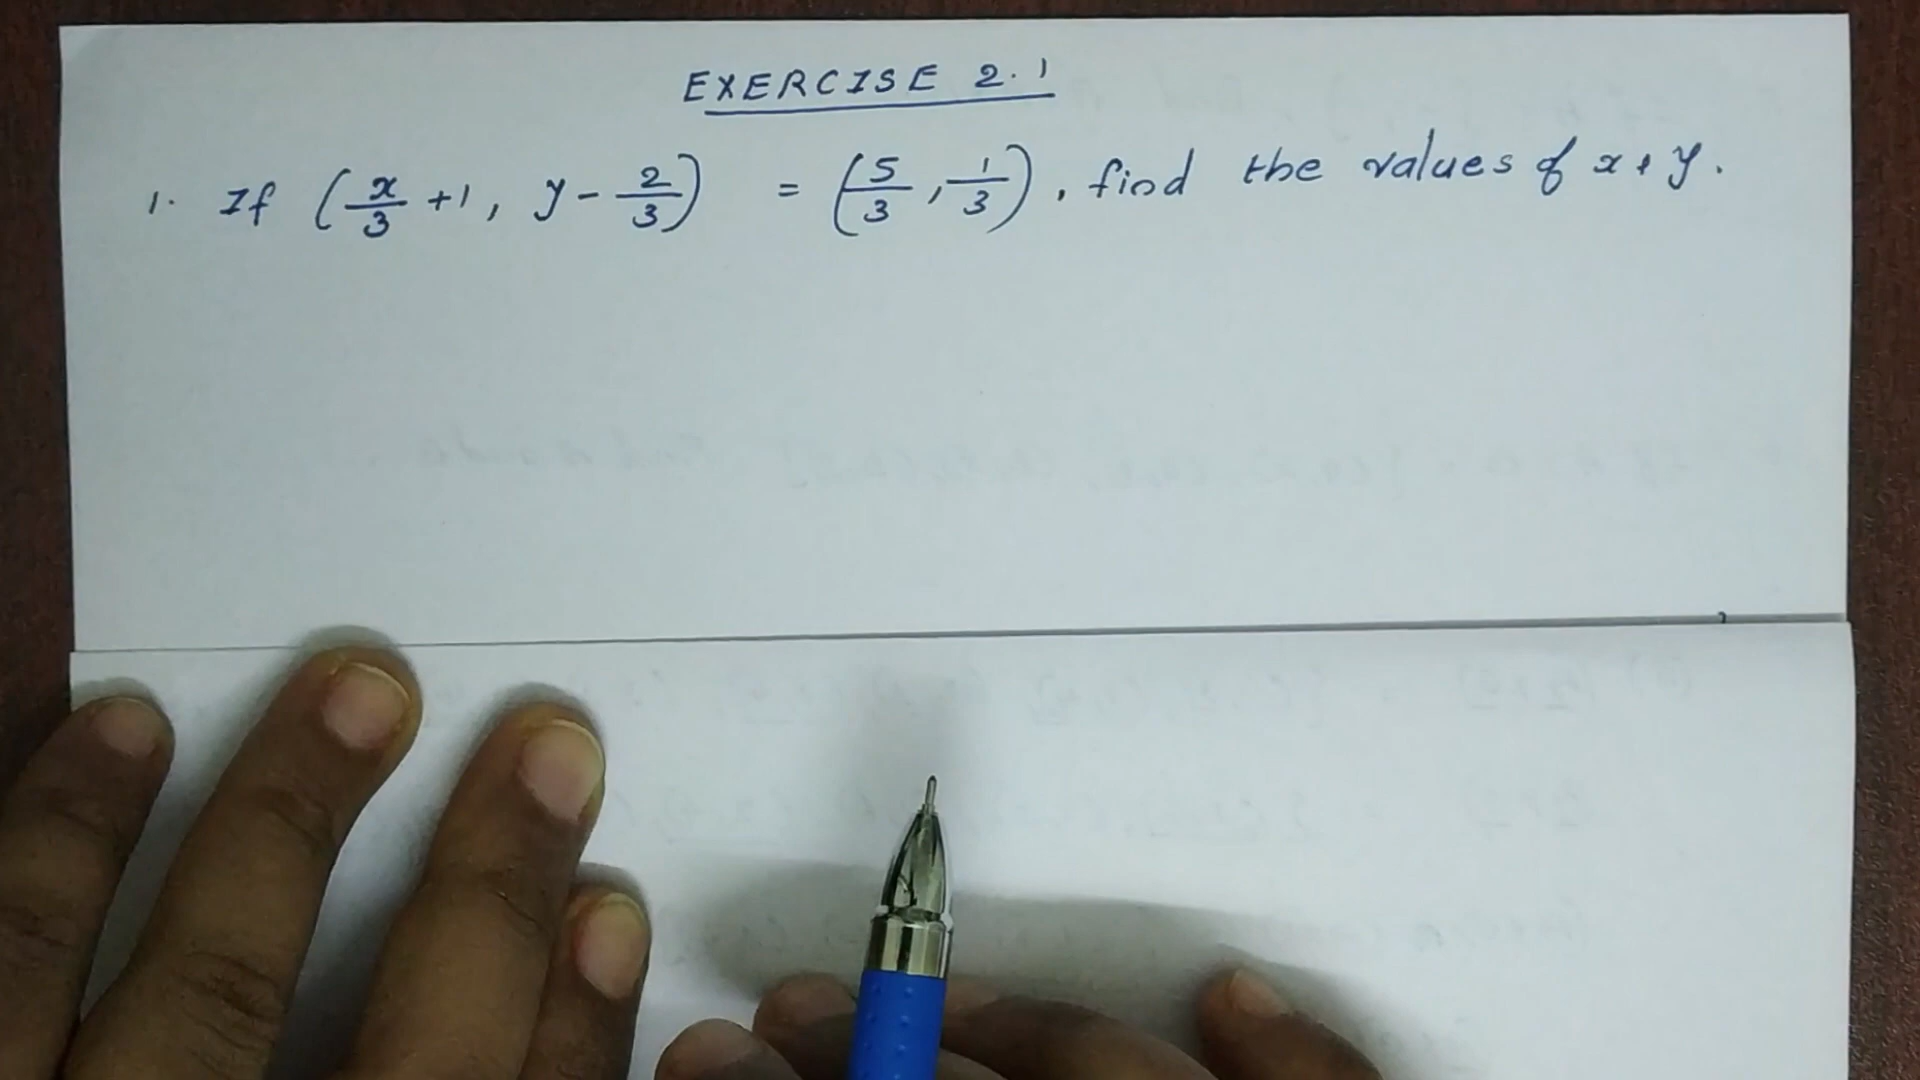 EXERCISE 2.1
1. If (x/3 +1, y - 2/3) = (5/3, 1/3), find the values of x & y.